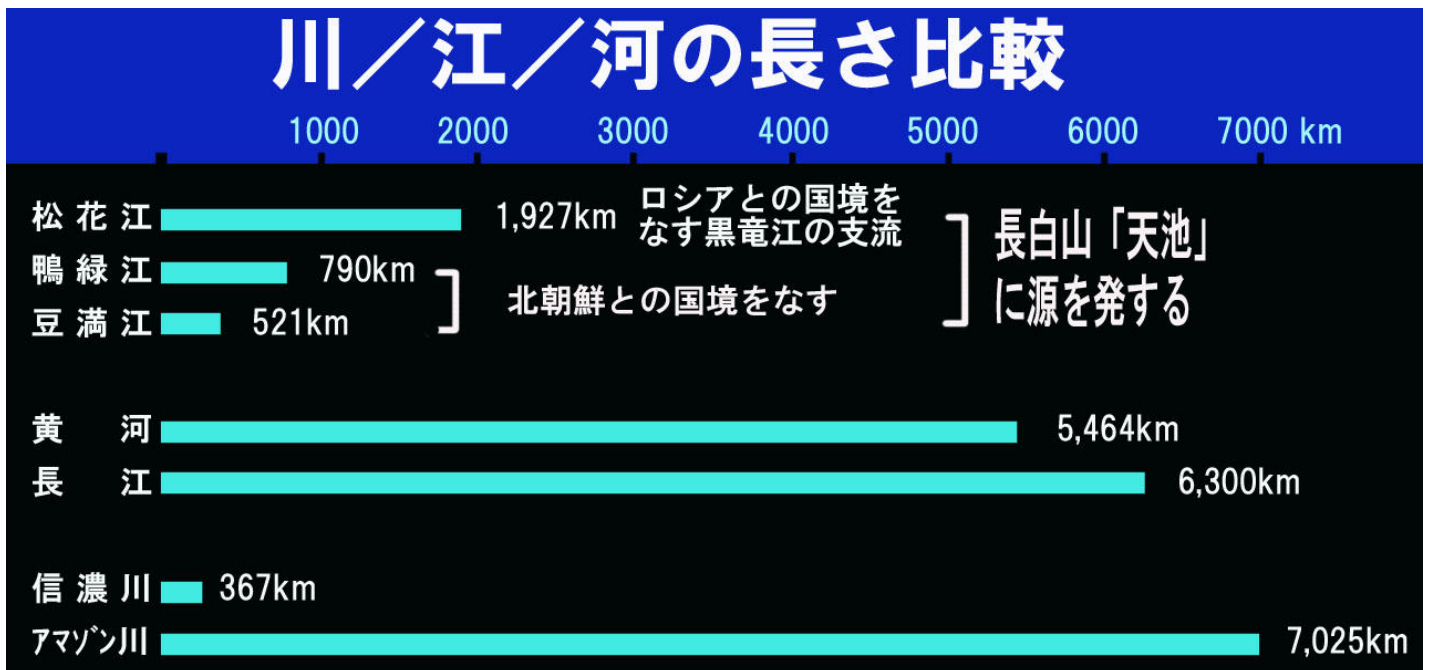 川／江／河の長さ比較
1000 2000 3000 4000 5000 6000 7000 km
松花江 1,927km
ロシアとの国境を
なす黒竜江の支流
鴨緑江 790km
豆満江 521km
北朝鮮との国境をなす
長白山「天池」
に源を発する
黄河 5,464km
長江 6,300km
信濃川 367km
ｱﾏｿﾞﾝ川 7,025km